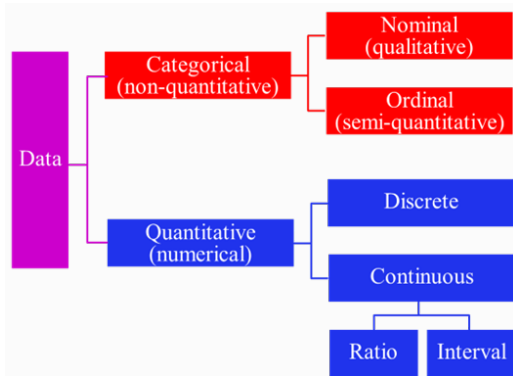 Data
Categorical
(non-quantitative)
Nominal
(qualitative)
Ordinal
(semi-quantitative)
Quantitative
(numerical)
Discrete
Continuous
Ratio
Interval